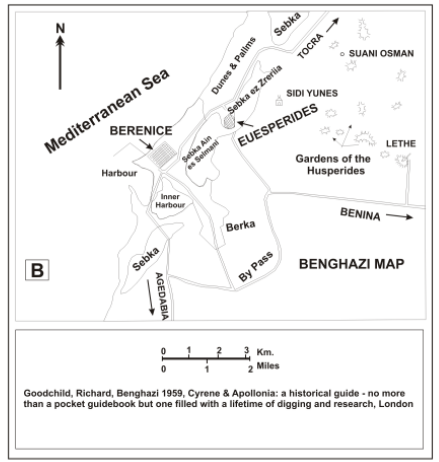 N
Mediterranean Sea
Dunes & Pallms
Sebka
TOCRA
SUANI OSMAN
Sebka ez Zreriia
SIDI YUNES
BERENICE
EUESPERIDES
Sebka Ain
es Selmani
LETHE
Gardens of the
Husperides
Harbour
Inner
Harbour
BENINA
Berka
Sebka
By Pass
B
BENGHAZI MAP
AGEDABIA
0 1 2 3 Km.
0 1 2 Miles
Goodchild, Richard, Benghazi 1959, Cyrene & Apollonia: a historical guide - no more
than a pocket guidebook but one filled with a lifetime of digging and research, London